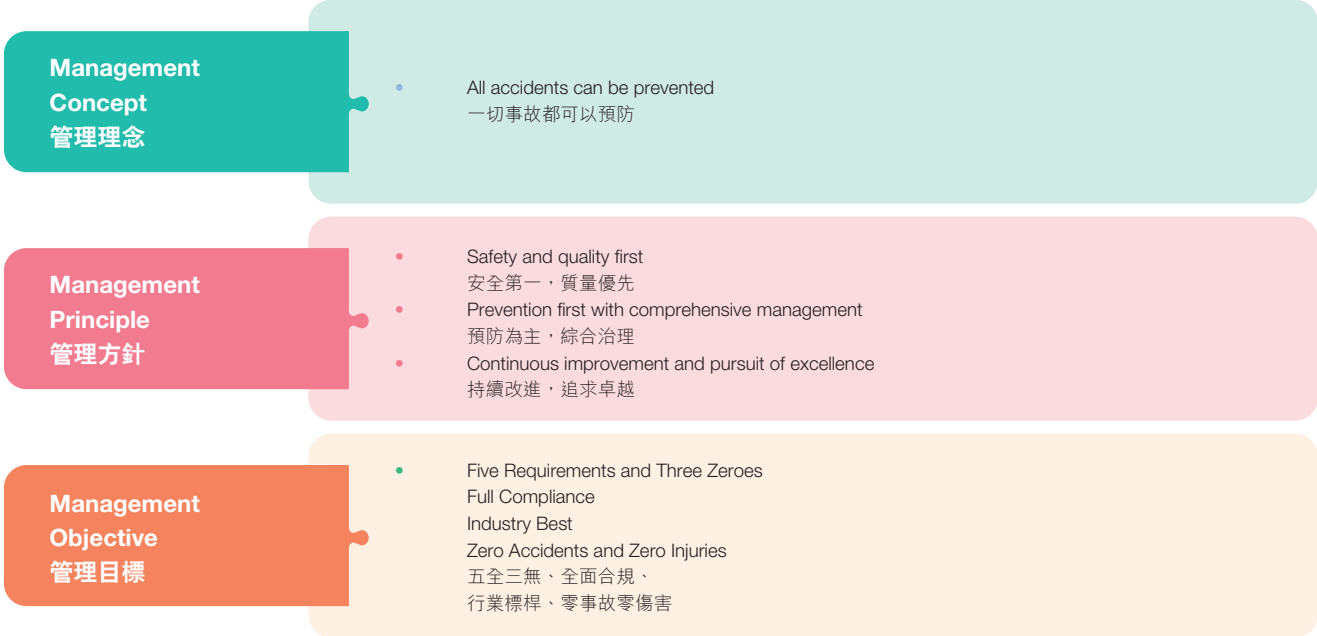 Management
Concept
管理理念
• All accidents can be prevented
一切事故都可以預防
Management
Principle
管理方針
• Safety and quality first
安全第一，質量優先
• Prevention first with comprehensive management
預防為主，綜合治理
• Continuous improvement and pursuit of excellence
持續改進，追求卓越
Management
Objective
管理目標
• Five Requirements and Three Zeroes
Full Compliance
Industry Best
Zero Accidents and Zero Injuries
五全三無、全面合規、
行業標桿、零事故零傷害